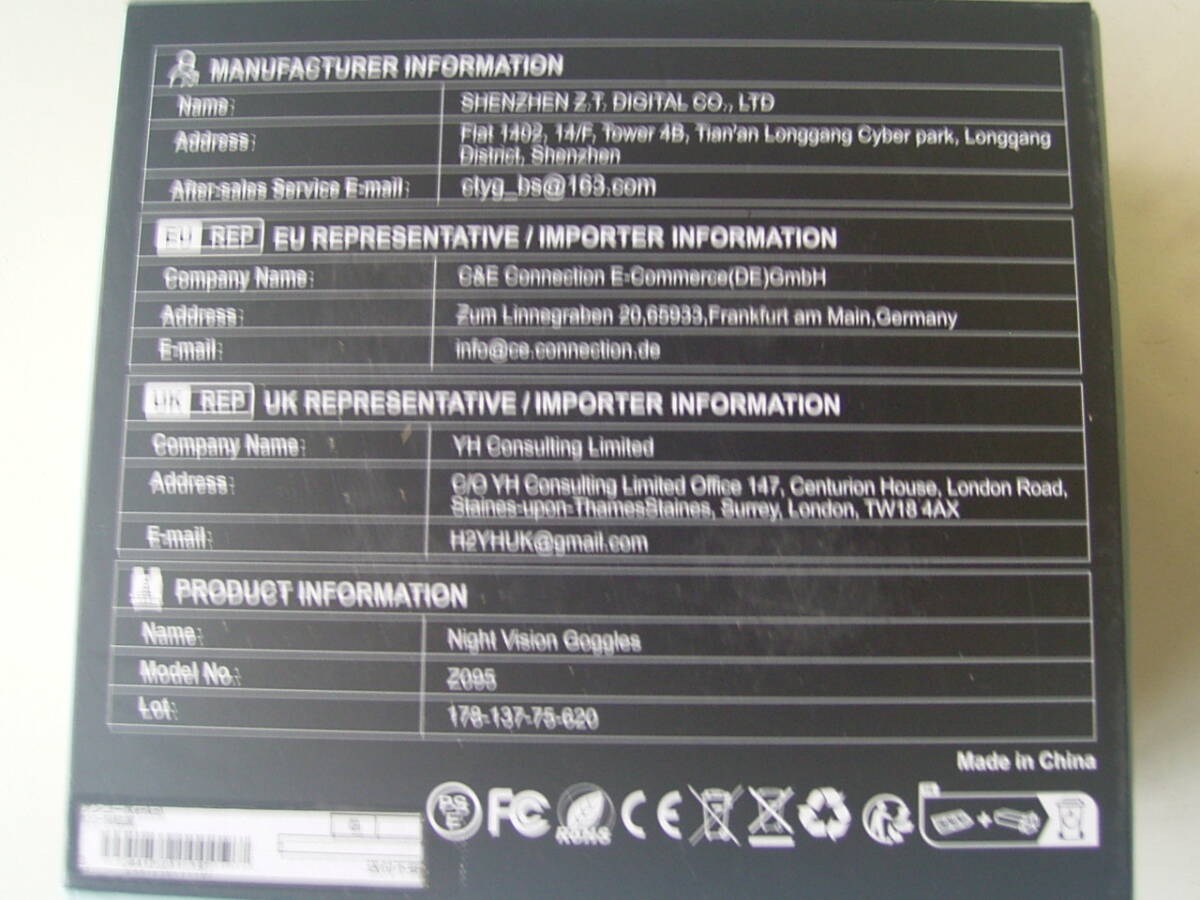 MANUFACTURER INFORMATION
Name: SHENZHEN Z.T. DIGITAL CO., LTD
Address: Flat 1402, 14/F, Tower 4B, Tian'an Longgang Cyber park, Longgang
District, Shenzhen
After-sales Service E-mail: ctyg_bs@163.com
EU REP EU REPRESENTATIVE / IMPORTER INFORMATION
Company Name: C&E Connection E-Commerce(DE)GmbH
Address: Zum Linnegraben 20,65933,Frankfurt am Main,Germany
E-mail: info@ce.connection.de
UK REP UK REPRESENTATIVE / IMPORTER INFORMATION
Company Name: YH Consulting Limited
Address: C/O YH Consulting Limited Office 147, Centurion House, London Road,
Staines-upon-ThamesStaines, Surrey, London, TW18 4AX
E-mail: H2YHUK@gmail.com
PRODUCT INFORMATION
Name: Night Vision Goggles
Model No.: Z095
Lot: 178-137-75-620
Made in China
PS E FC RoHS CE